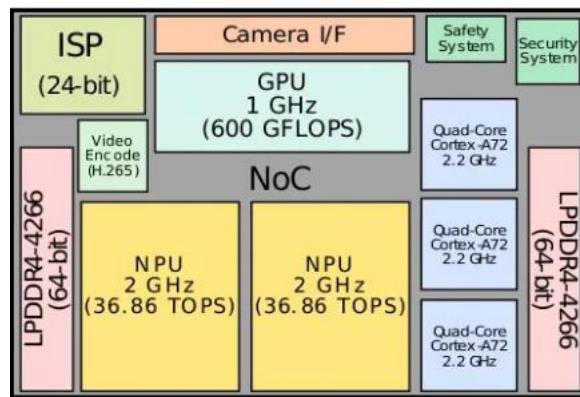 ISP
(24-bit)
Camera I/F
Safety
System
Security
System
GPU
1 GHz
(600 GFLOPS)
Video
Encode
(H.265)
Quad-Core
Cortex-A72
2.2 GHz
NoC
LPDDR4-4266
(64-bit)
NPU
2 GHz
(36.86 TOPS)
NPU
2 GHz
(36.86 TOPS)
Quad-Core
Cortex-A72
2.2 GHz
Quad-Core
Cortex-A72
2.2 GHz
LPDDR4-4266
(64-bit)